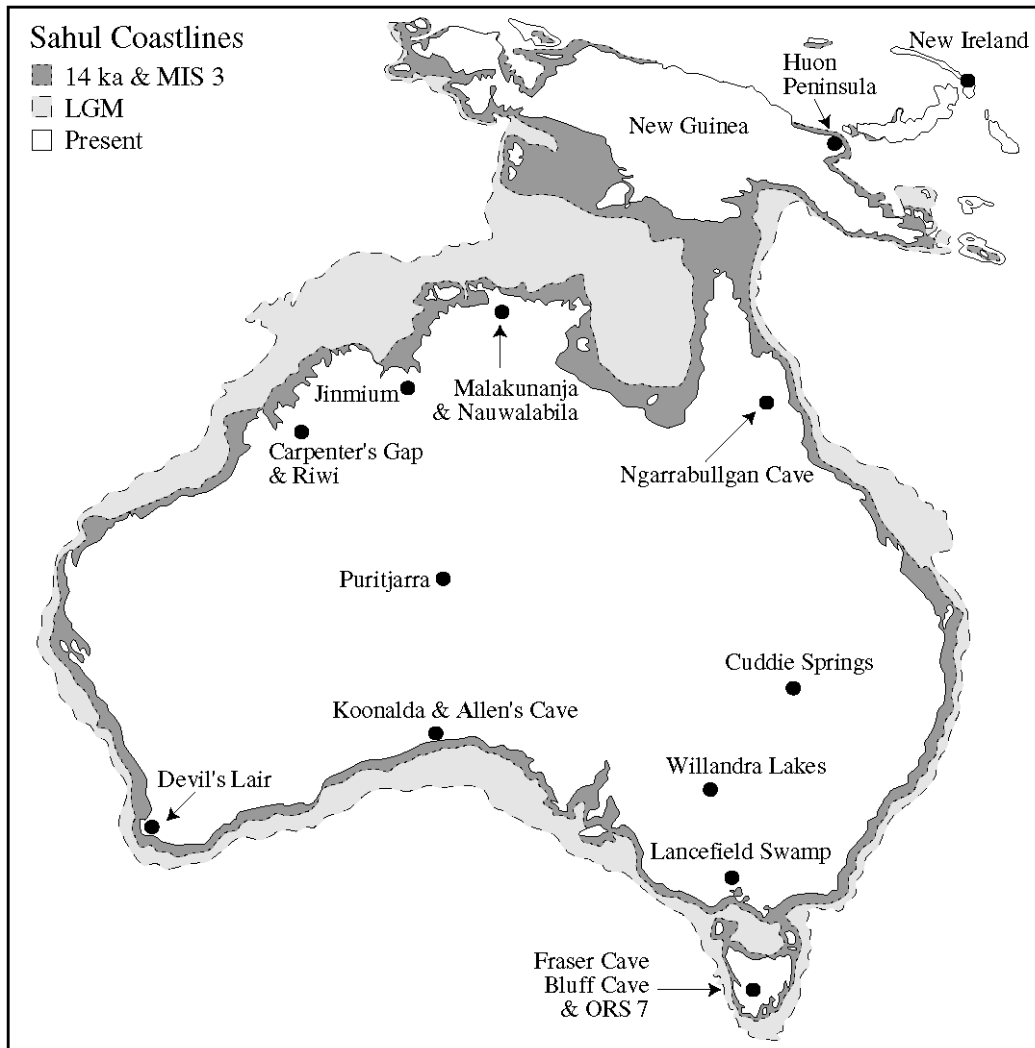 Sahul Coastlines
14 ka & MIS 3
LGM
Present
New Ireland
Huon
Peninsula
New Guinea
Jinmium
Malakunanja
& Nauwalabila
Carpenter's Gap
& Riwi
Ngarrabullgan Cave
Puritjarra
Cuddie Springs
Koonalda & Allen's Cave
Willandra Lakes
Devil's Lair
Lancefield Swamp
Fraser Cave
Bluff Cave
& ORS 7